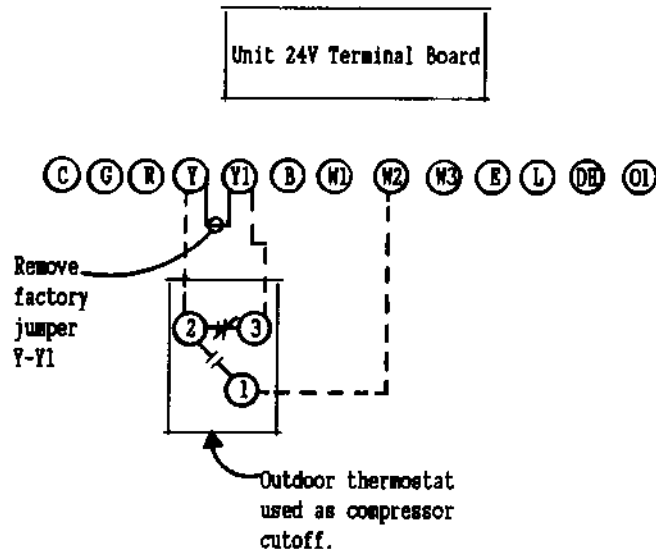 Unit 24V Terminal Board
C G R Y Y1 B W1 W2 W3 E L DH O1
Remove
factory
jumper
Y-Y1
2 3
1
Outdoor thermostat
used as compressor
cutoff.